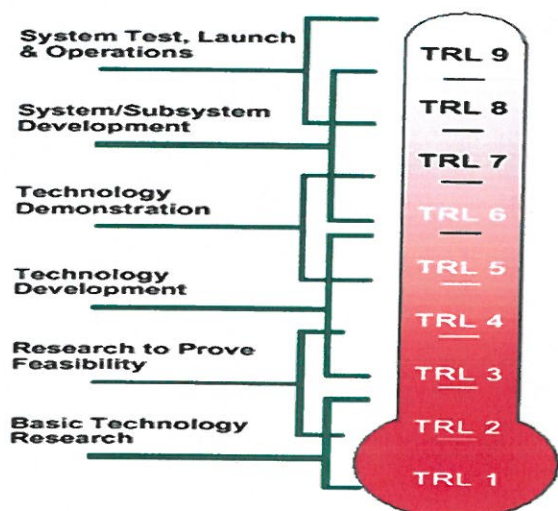 System Test, Launch
& Operations
System/Subsystem
Development
Technology
Demonstration
Technology
Development
Research to Prove
Feasibility
Basic Technology
Research
TRL 9
TRL 8
TRL 7
TRL 6
TRL 5
TRL 4
TRL 3
TRL 2
TRL 1